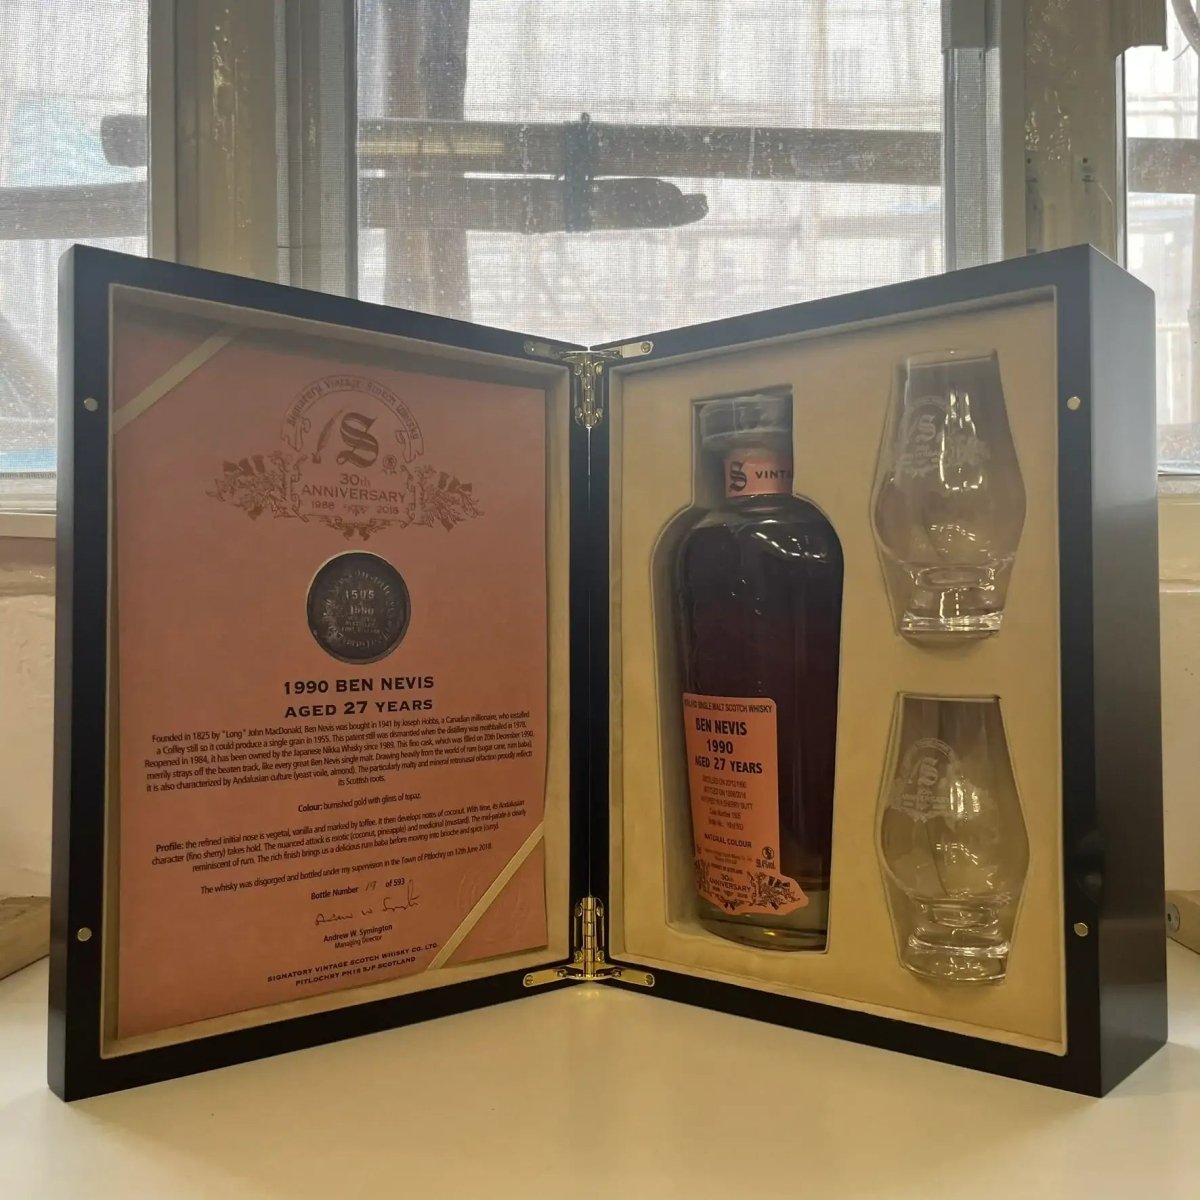 Signatory Vintage Scotch Whisky
S
30th
ANNIVERSARY
1988 2018
1505
1990
1990 BEN NEVIS
AGED 27 YEARS
Founded in 1825 by "Long" John MacDonald, Ben Nevis was bought in 1941 by Joseph Hobbs, a Canadian millionaire, who installed
a Coffey still so it could produce a single grain in 1955. This patent still was dismantled when the distillery was mothballed in 1978.
Reopened in 1984, it has been owned by the Japanese Nikka Whisky since 1989. This fino cask, which was filled on 20th December 1990,
merrily strays off the beaten track, like every great Ben Nevis single malt. Drawing heavily from the world of rum (sugar cane, rum baba),
it is also characterized by Andalusian culture (yeast voile, almond). The particularly malty and mineral retronasal olfaction proudly reflects
its Scottish roots.
Colour: burnished gold with glints of topaz.
Profile: the refined initial nose is vegetal, vanilla and marked by toffee. It then develops notes of coconut. With time, its Andalusian
character (fino sherry) takes hold. The nuanced attack is exotic (coconut, pineapple) and medicinal (mustard). The mid-palate is clearly
reminiscent of rum. The rich finish brings us a delicious rum baba before moving into brioche and spice (curry).
The whisky was disgorged and bottled under my supervision in the Town of Pitlochry on 12th June 2018.
Bottle Number 19 of 593
Andrew W. Symington
Managing Director
SIGNATORY VINTAGE SCOTCH WHISKY CO. LTD.
PITLOCHRY PH16 5JP SCOTLAND
S VINTA
SINGLE MALT SCOTCH WHISKY
BEN NEVIS
1990
AGED 27 YEARS
NATURAL COLOUR
30th
ANNIVERSARY
S
S